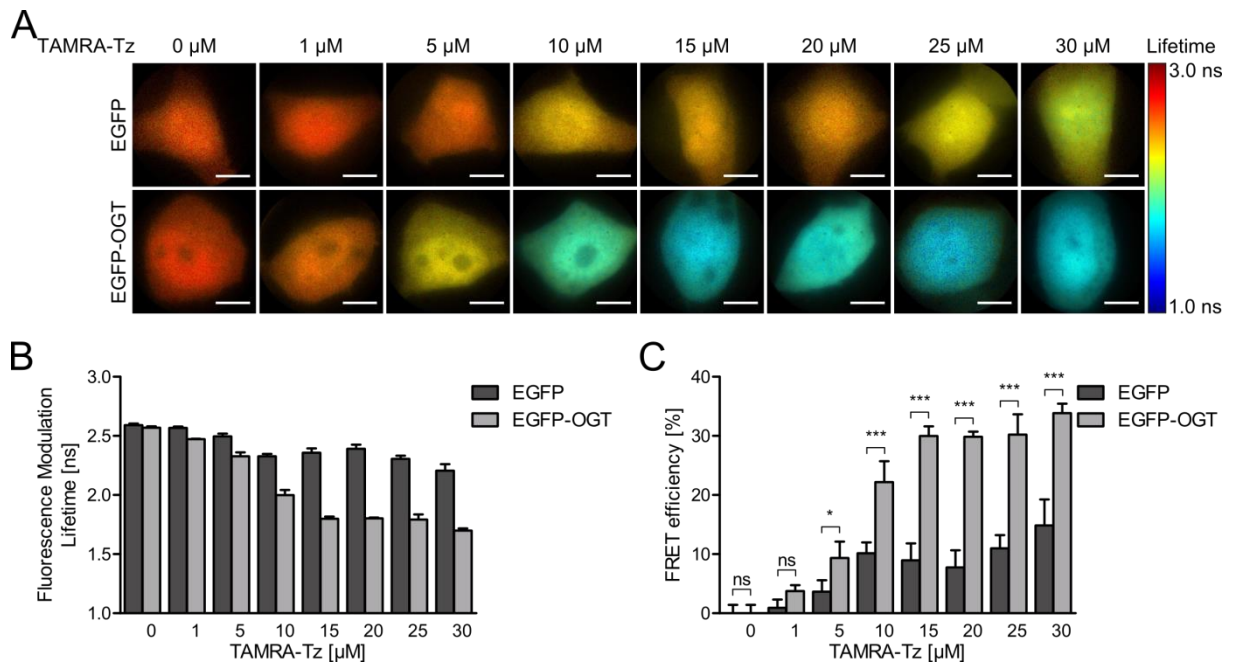 A
TAMRA-Tz 0 µM 1 µM 5 µM 10 µM 15 µM 20 µM 25 µM 30 µM Lifetime
EGFP
EGFP-OGT
3.0 ns
1.0 ns
B
Fluorescence Modulation
Lifetime [ns]
3.0
2.5
2.0
1.5
1.0
0 1 5 10 15 20 25 30
TAMRA-Tz [µM]
EGFP
EGFP-OGT
C
FRET efficiency [%]
40
30
20
10
0
ns ns * *** *** *** *** ***
0 1 5 10 15 20 25 30
TAMRA-Tz [µM]
EGFP
EGFP-OGT